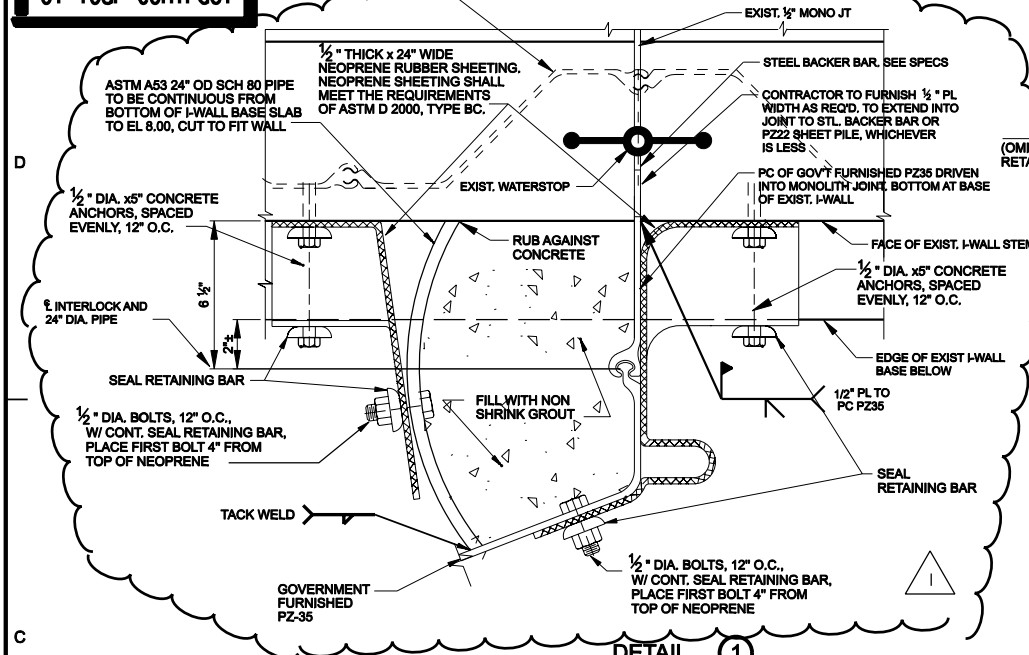 EXIST. ½" MONO JT
½" THICK x 24" WIDE
NEOPRENE RUBBER SHEETING.
NEOPRENE SHEETING SHALL
MEET THE REQUIREMENTS
OF ASTM D 2000, TYPE BC.
STEEL BACKER BAR. SEE SPECS
ASTM A53 24" OD SCH 80 PIPE
TO BE CONTINUOUS FROM
BOTTOM OF I-WALL BASE SLAB
TO EL 8.00, CUT TO FIT WALL
CONTRACTOR TO FURNISH ½" PL
WIDTH AS REQ'D. TO EXTEND INTO
JOINT TO STL. BACKER BAR OR
PZ22 SHEET PILE, WHICHEVER
IS LESS
D
EXIST. WATERSTOP
PC OF GOV'T FURNISHED PZ35 DRIVEN
INTO MONOLITH JOINT, BOTTOM AT BASE
OF EXIST. I-WALL
½" DIA. x5" CONCRETE
ANCHORS, SPACED
EVENLY, 12" O.C.
RUB AGAINST
CONCRETE
FACE OF EXIST. I-WALL STEM
½" DIA. x5" CONCRETE
ANCHORS, SPACED
EVENLY, 12" O.C.
6 ½"
2"±
℄ INTERLOCK AND
24" DIA. PIPE
EDGE OF EXIST I-WALL
BASE BELOW
SEAL RETAINING BAR
1/2" PL TO
PC PZ35
FILL WITH NON
SHRINK GROUT
½" DIA. BOLTS, 12" O.C.,
W/ CONT. SEAL RETAINING BAR,
PLACE FIRST BOLT 4" FROM
TOP OF NEOPRENE
SEAL
RETAINING BAR
TACK WELD
½" DIA. BOLTS, 12" O.C.,
W/ CONT. SEAL RETAINING BAR,
PLACE FIRST BOLT 4" FROM
TOP OF NEOPRENE
GOVERNMENT
FURNISHED
PZ-35
1
C
DETAIL 1